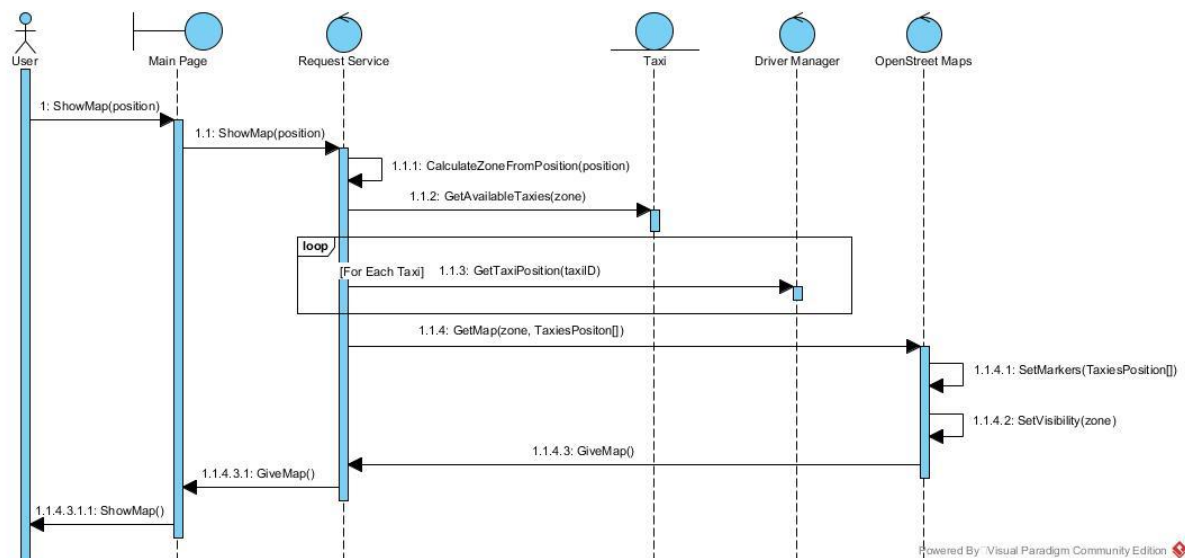 User
Main Page
Request Service
Taxi
Driver Manager
OpenStreet Maps
1: ShowMap(position)
1.1: ShowMap(position)
1.1.1: CalculateZoneFromPosition(position)
1.1.2: GetAvailableTaxies(zone)
loop
[For Each Taxi]
1.1.3: GetTaxiPosition(taxiID)
1.1.4: GetMap(zone, TaxiesPositon[])
1.1.4.1: SetMarkers(TaxiesPosition[])
1.1.4.2: SetVisibility(zone)
1.1.4.3: GiveMap()
1.1.4.3.1: GiveMap()
1.1.4.3.1.1: ShowMap()
Powered By Visual Paradigm Community Edition